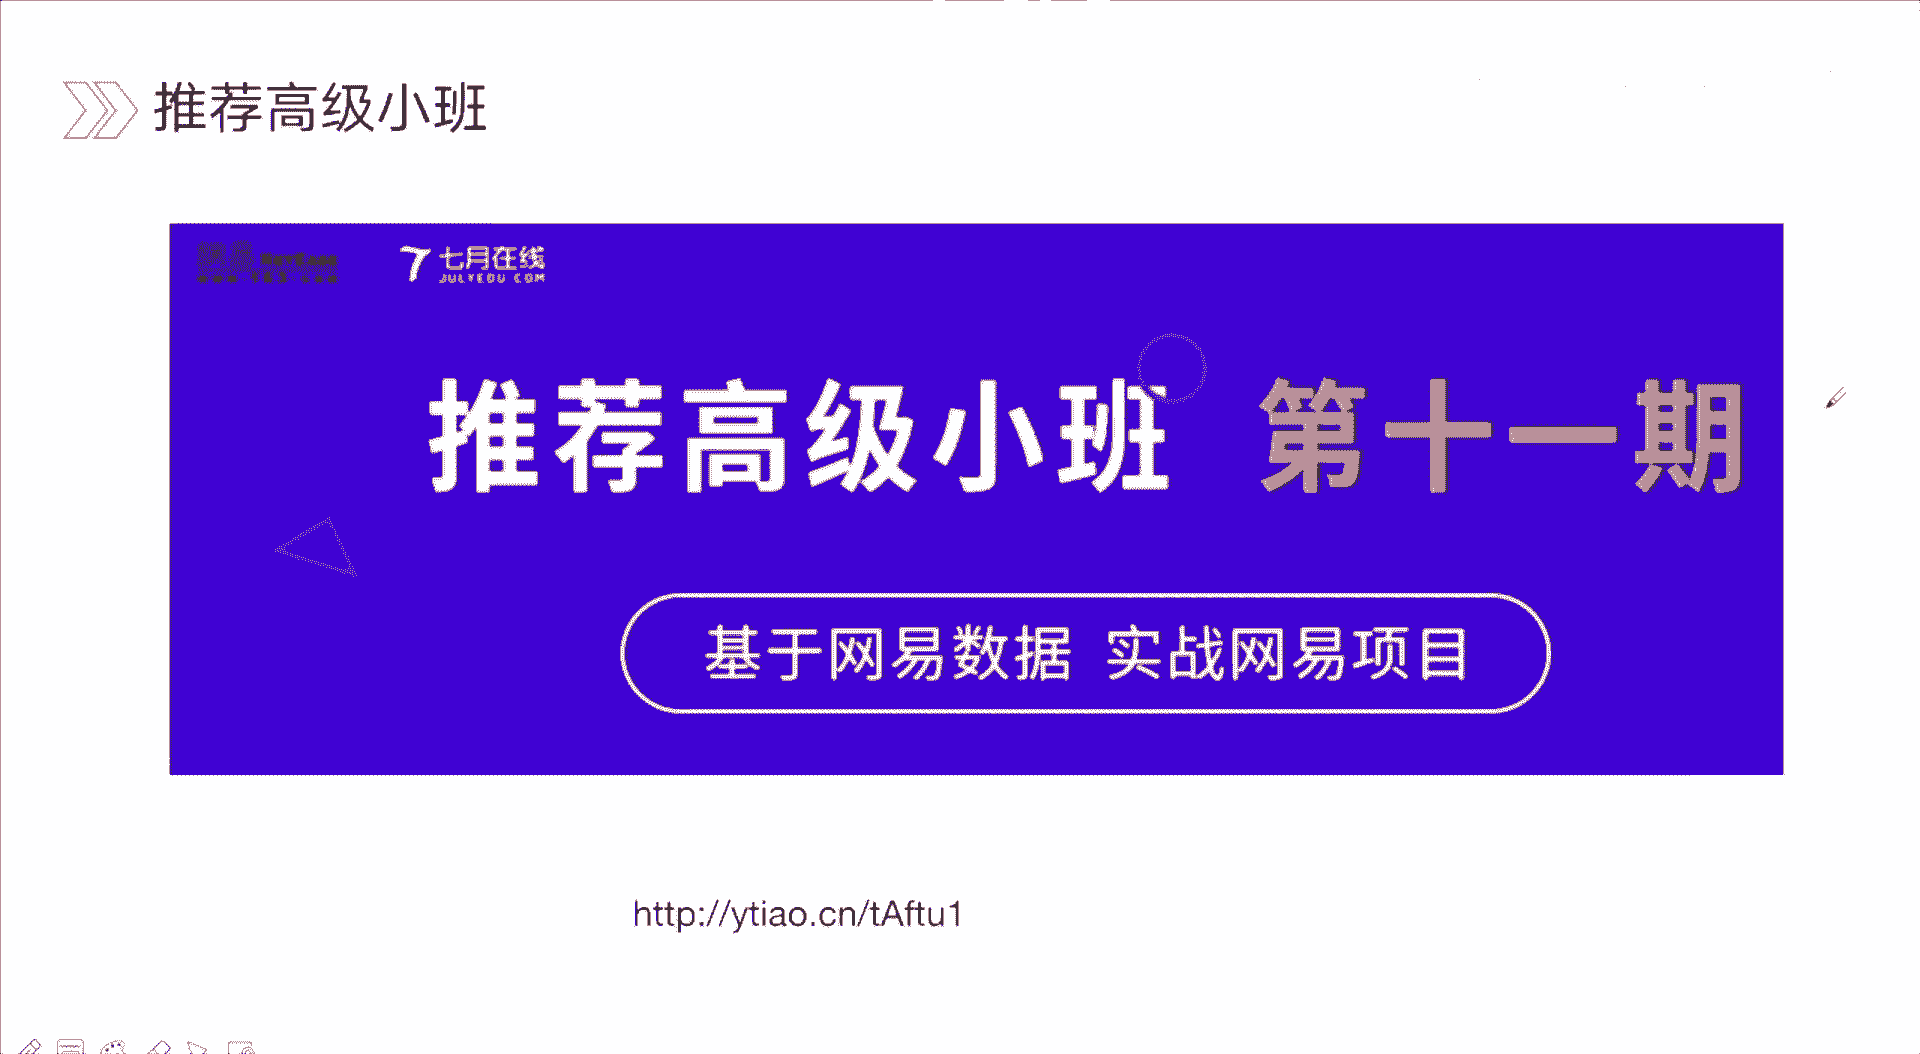 推荐高级小班
七月在线
JULYEDU.COM
推荐高级小班 第十一期
基于网易数据 实战网易项目
http://ytiao.cn/tAftu1